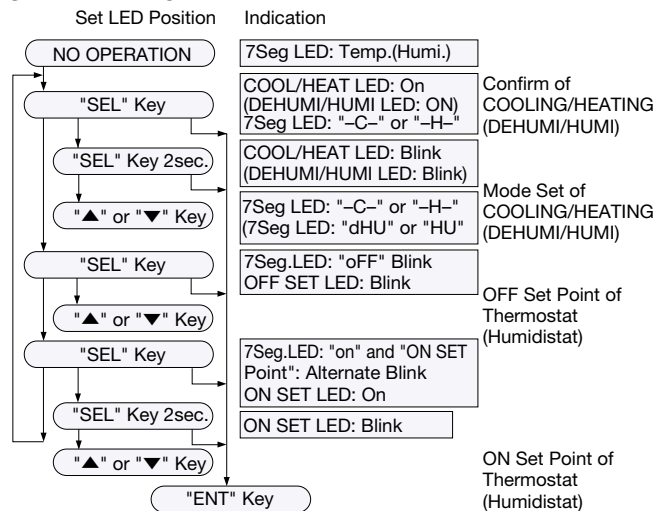 Set LED Position Indication
NO OPERATION
7Seg LED: Temp.(Humi.)
"SEL" Key
COOL/HEAT LED: On
(DEHUMI/HUMI LED: ON)
7Seg LED: "–C–" or "–H–"
Confirm of
COOLING/HEATING
(DEHUMI/HUMI)
"SEL" Key 2sec.
COOL/HEAT LED: Blink
(DEHUMI/HUMI LED: Blink)
"▲" or "▼" Key
7Seg LED: "–C–" or "–H–"
(7Seg LED: "dHU" or "HU"
Mode Set of
COOLING/HEATING
(DEHUMI/HUMI)
"SEL" Key
7Seg.LED: "oFF" Blink
OFF SET LED: Blink
"▲" or "▼" Key
OFF Set Point of
Thermostat
(Humidistat)
"SEL" Key
7Seg.LED: "on" and "ON SET
Point": Alternate Blink
ON SET LED: On
"SEL" Key 2sec.
ON SET LED: Blink
"▲" or "▼" Key
ON Set Point of
Thermostat
(Humidistat)
"ENT" Key